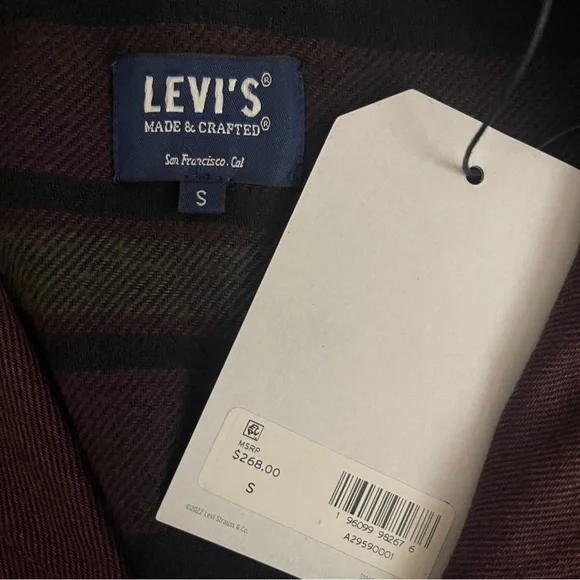 LEVI'S®
MADE & CRAFTED®
San Francisco. Cal
S
MSRP
$268.00
S
1 96099 98267 6
A29590001
©2022 Levi Strauss & Co.